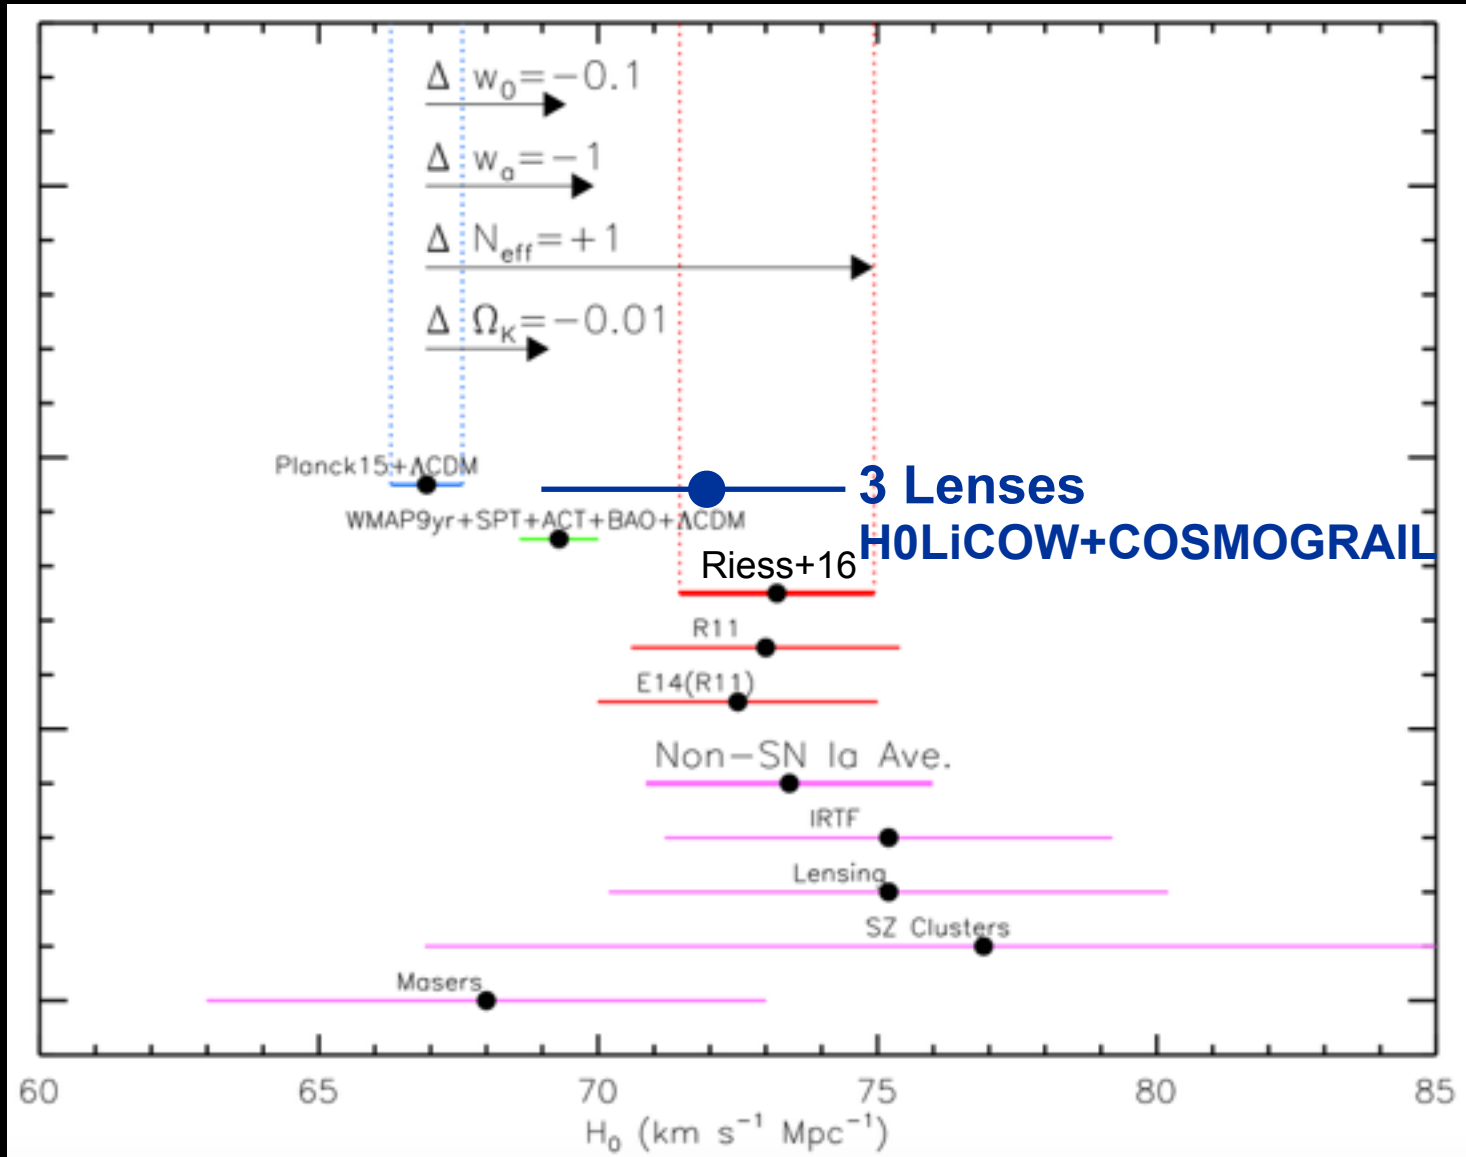 Δ w₀=−0.1
Δ wₐ=−1
Δ Nₑff=+1
Δ Ω_K=−0.01
Planck15+ΛCDM
3 Lenses
H0LiCOW+COSMOGRAIL
WMAP9yr+SPT+ACT+BAO+ΛCDM
Riess+16
R11
E14(R11)
Non−SN Ia Ave.
IRTF
Lensing
SZ Clusters
Masers
60 65 70 75 80 85
H₀ (km s⁻¹ Mpc⁻¹)